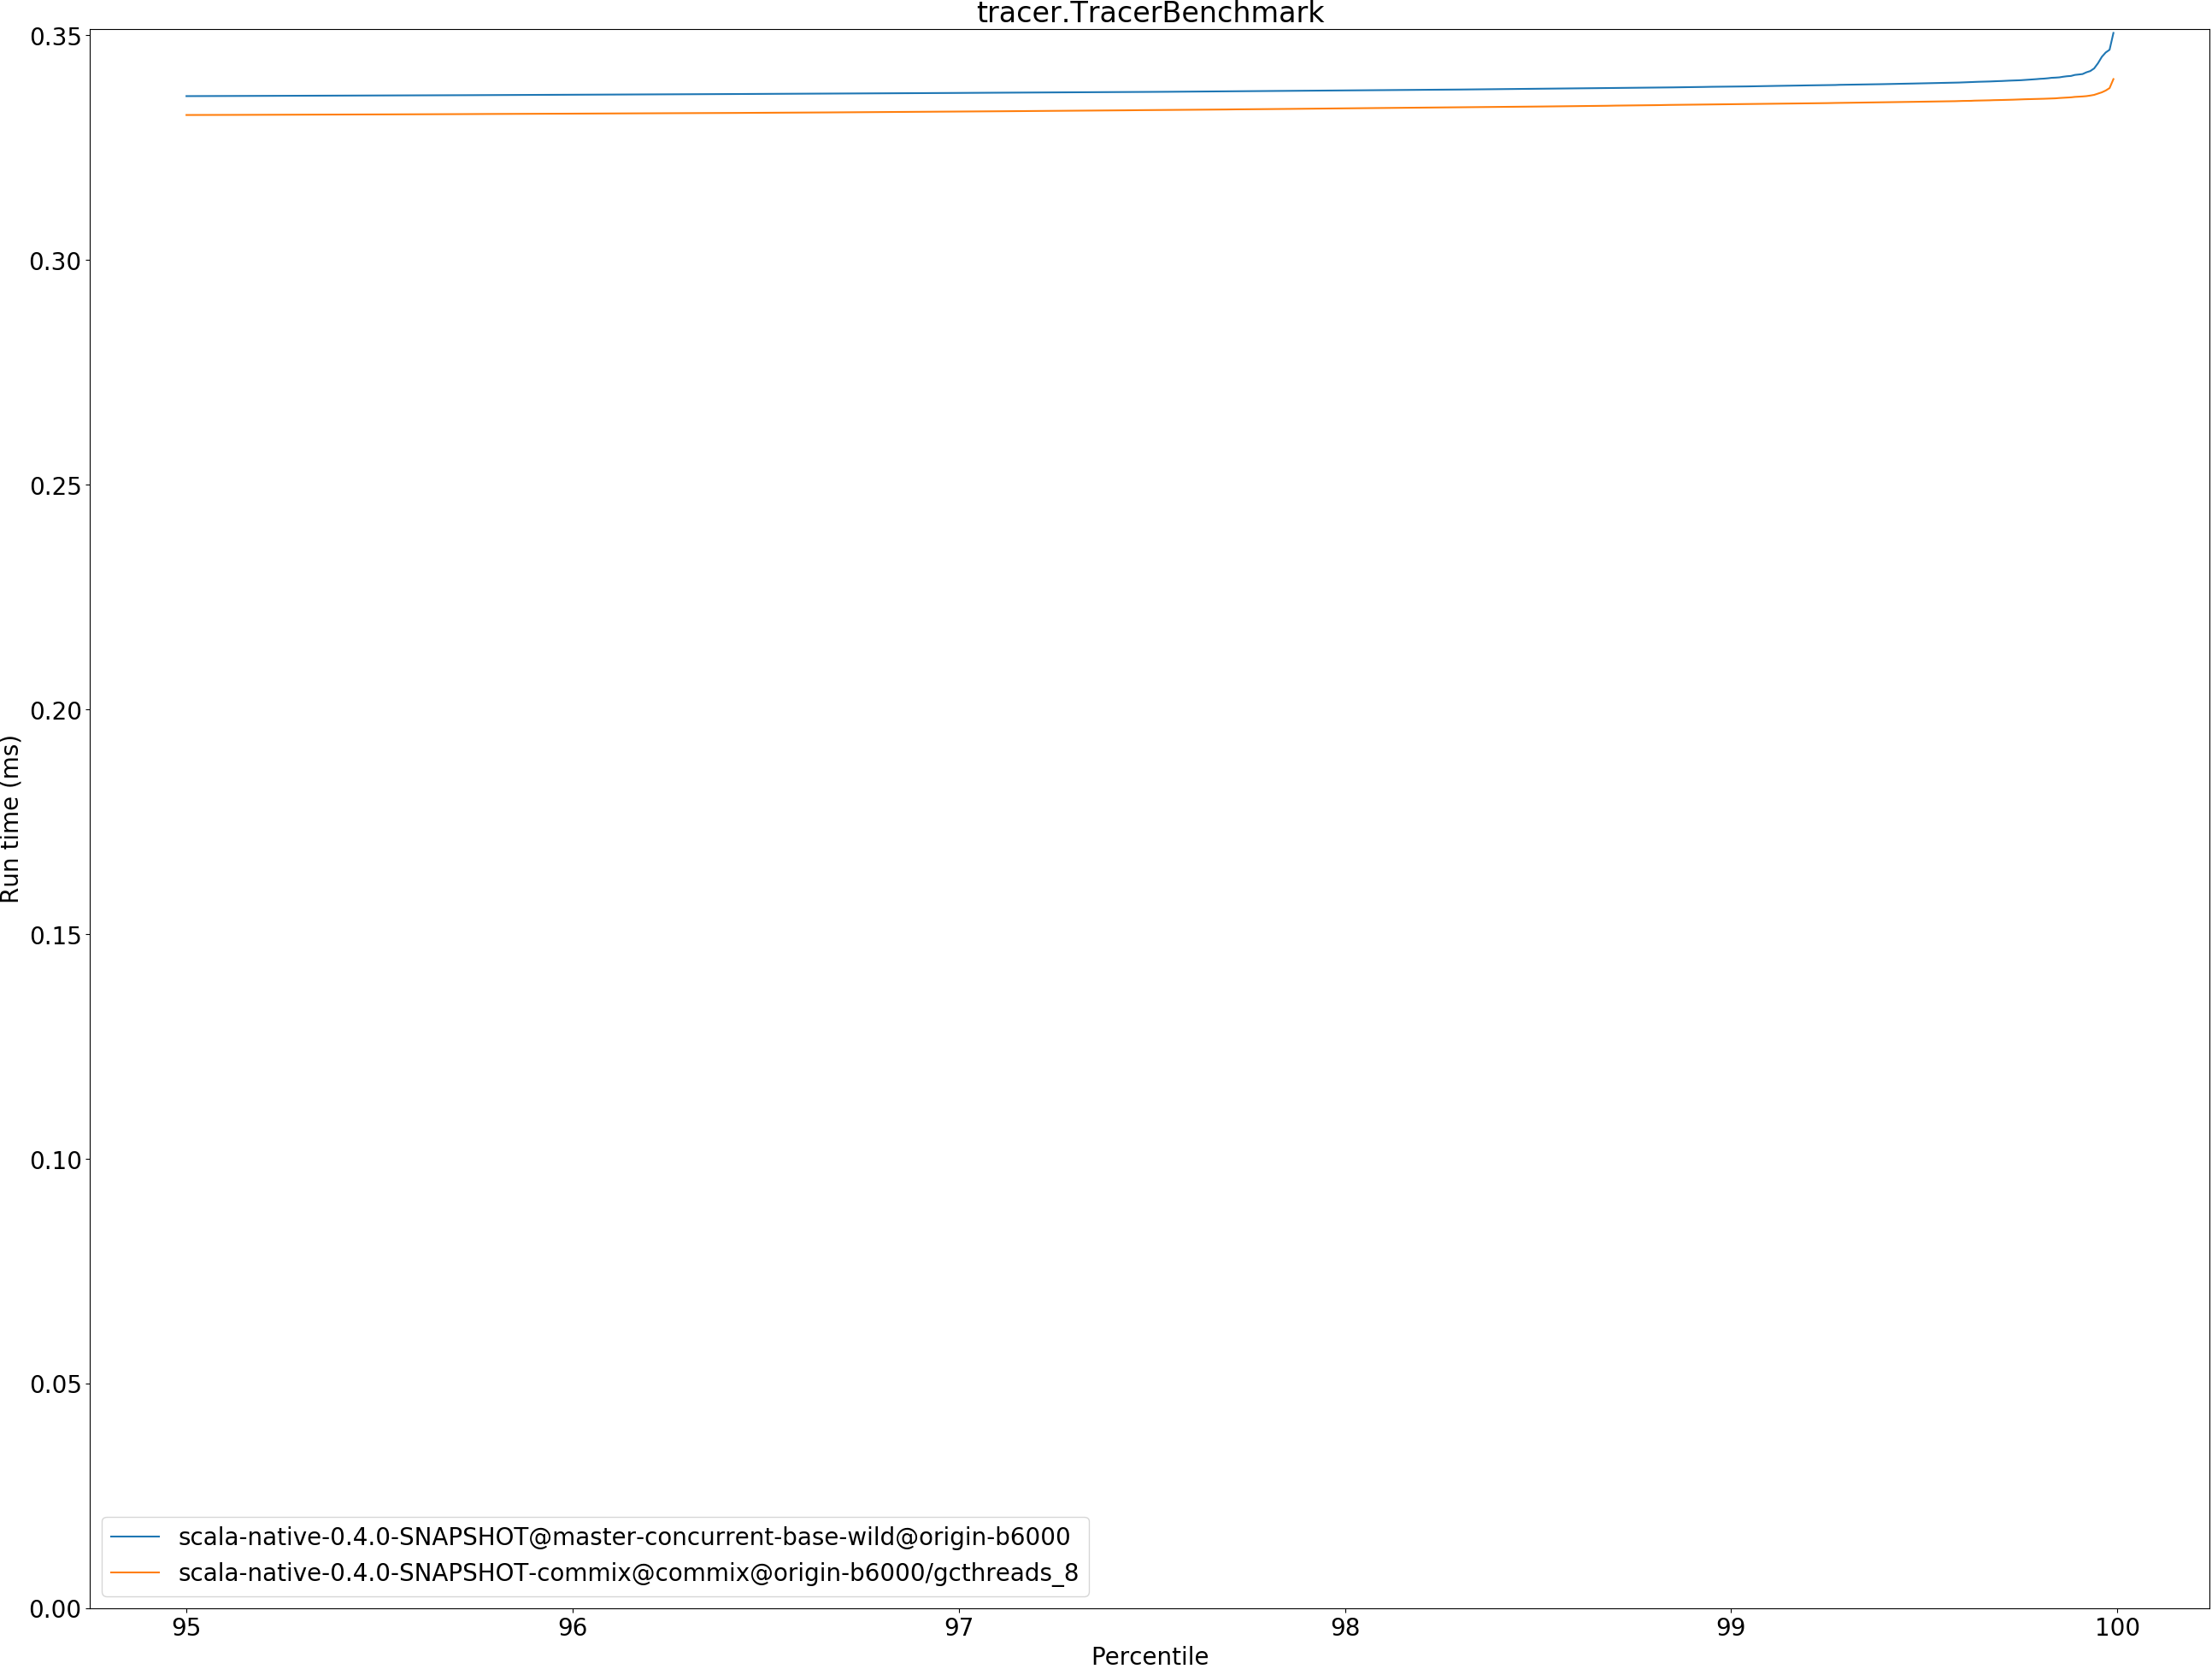 tracer.TracerBenchmark
0.35
0.30
0.25
0.20
0.15
0.10
0.05
0.00
Run time (ms)
scala-native-0.4.0-SNAPSHOT@master-concurrent-base-wild@origin-b6000
scala-native-0.4.0-SNAPSHOT-commix@commix@origin-b6000/gcthreads_8
95 96 97 98 99 100
Percentile